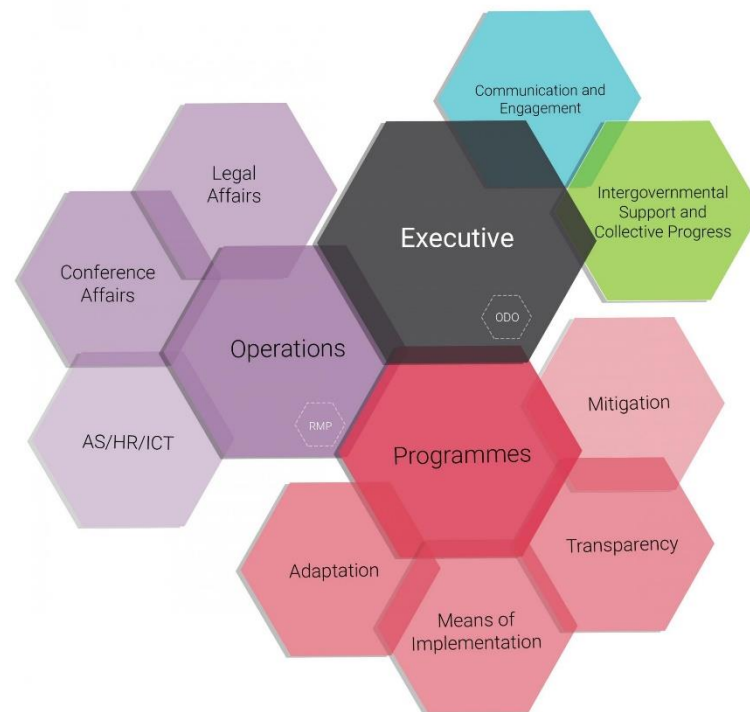 Communication and
Engagement
Legal
Affairs
Intergovernmental
Support and
Collective Progress
Executive
Conference
Affairs
ODO
Operations
Mitigation
RMP
AS/HR/ICT
Programmes
Transparency
Adaptation
Means of
Implementation